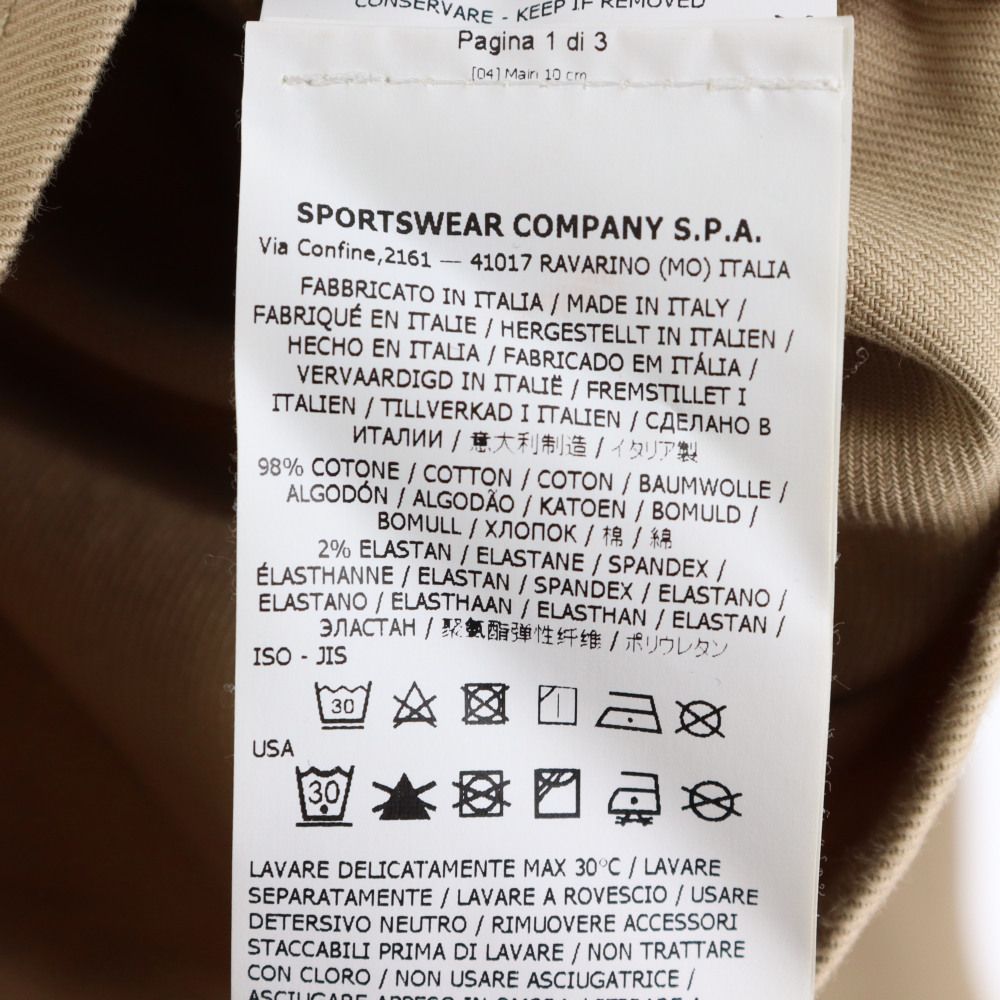 CONSERVARE - KEEP IF REMOVED
Pagina 1 di 3
[04] Main 10 cm
SPORTSWEAR COMPANY S.P.A.
Via Confine,2161 — 41017 RAVARINO (MO) ITALIA
FABBRICATO IN ITALIA / MADE IN ITALY /
FABRIQUÉ EN ITALIE / HERGESTELLT IN ITALIEN /
HECHO EN ITALIA / FABRICADO EM ITÁLIA /
VERVAARDIGD IN ITALIË / FREMSTILLET I
ITALIEN / TILLVERKAD I ITALIEN / СДЕЛАНО В
ИТАЛИИ / 意大利制造 / イタリア製
98% COTONE / COTTON / COTON / BAUMWOLLE /
ALGODÓN / ALGODÃO / KATOEN / BOMULD /
BOMULL / ХЛОПОК / 棉 / 綿
2% ELASTAN / ELASTANE / SPANDEX /
ÉLASTHANNE / ELASTAN / SPANDEX / ELASTANO /
ELASTANO / ELASTHAAN / ELASTHAN / ELASTAN /
ЭЛАСТАН / 聚氨酯弹性纤维 / ポリウレタン
ISO - JIS
30
USA
30
LAVARE DELICATAMENTE MAX 30°C / LAVARE
SEPARATAMENTE / LAVARE A ROVESCIO / USARE
DETERSIVO NEUTRO / RIMUOVERE ACCESSORI
STACCABILI PRIMA DI LAVARE / NON TRATTARE
CON CLORO / NON USARE ASCIUGATRICE /